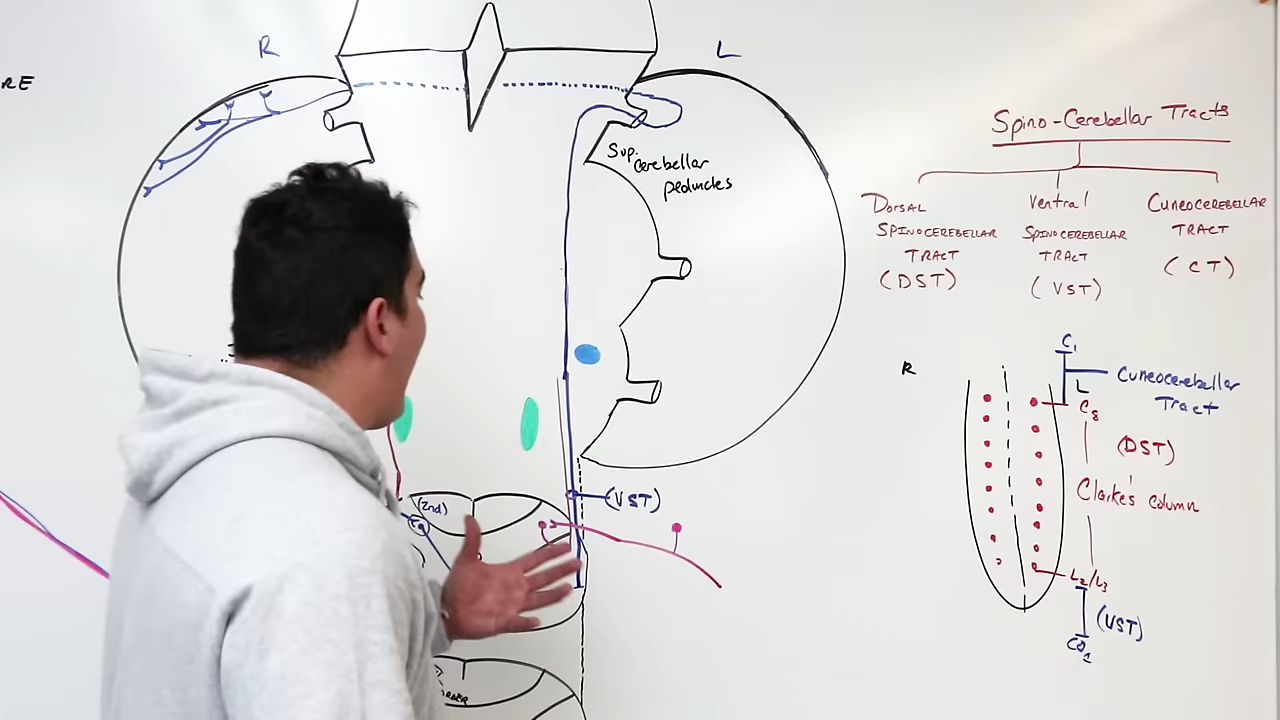 RE
R
L
Sup.
Cerebellar
peduncles
(VST)
(2nd)
Spino-Cerebellar Tracts
DORSAL
SPINOCEREBELLAR
TRACT
(DST)
Ventral
SPINOCEREBELLAR
TRACT
(VST)
CUNEOCEREBELLAR
TRACT
(CT)
R
C1
L
Cuneocerebellar
Tract
C8
(DST)
Clarke's column
L2/L3
(VST)
CO1